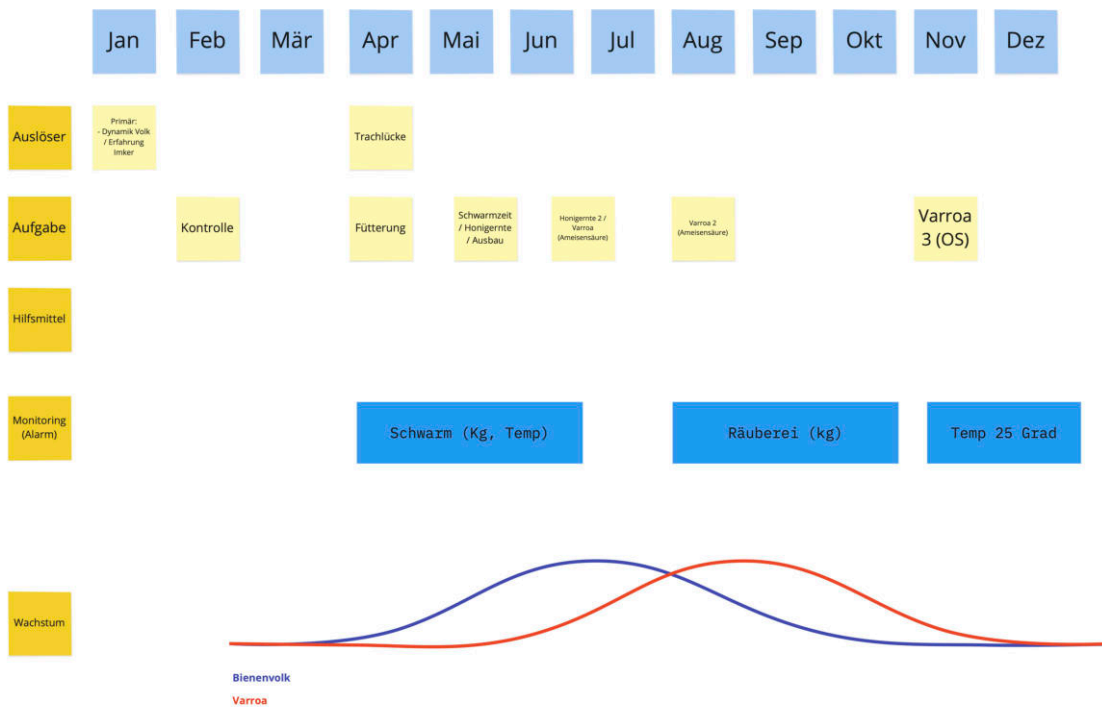 Jan Feb Mär Apr Mai Jun Jul Aug Sep Okt Nov Dez
Auslöser
Primär:
- Dynamik Volk
/ Erfahrung
Imker
Trachlücke
Aufgabe
Kontrolle
Fütterung
Schwarmzeit
/ Honigernte
/ Ausbau
Honigernte 2 /
Varroa
(Ameisensäure)
Varroa 2
(Ameisensäure)
Varroa
3 (OS)
Hilfsmittel
Monitoring
(Alarm)
Schwarm (Kg, Temp)
Räuberei (kg)
Temp 25 Grad
Wachstum
Bienenvolk
Varroa